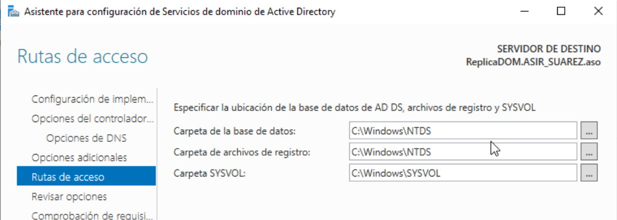 Asistente para configuración de Servicios de dominio de Active Directory
Rutas de acceso
SERVIDOR DE DESTINO
ReplicaDOM.ASIR_SUAREZ.aso
Configuración de implem...
Opciones del controlador...
Opciones de DNS
Opciones adicionales
Rutas de acceso
Revisar opciones
Comprobación de requisi...
Especificar la ubicación de la base de datos de AD DS, archivos de registro y SYSVOL
Carpeta de la base de datos: C:\Windows\NTDS ...
Carpeta de archivos de registro: C:\Windows\NTDS ...
Carpeta SYSVOL: C:\Windows\SYSVOL ...